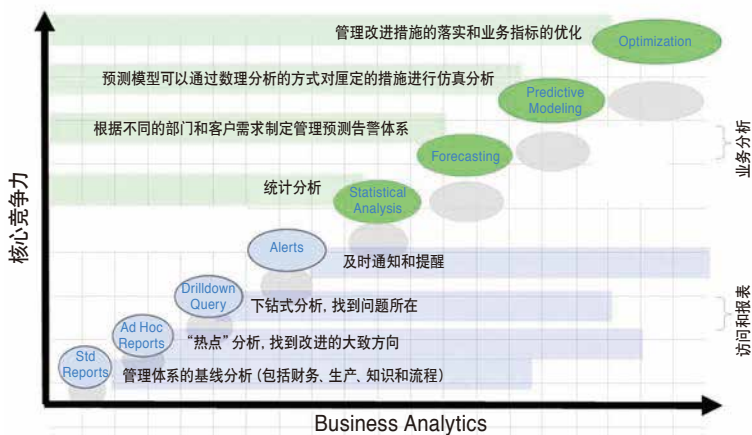 管理改进措施的落实和业务指标的优化
Optimization
预测模型可以通过数理分析的方式对厘定的措施进行仿真分析
Predictive
Modeling
根据不同的部门和客户需求制定管理预测告警体系
Forecasting
业务分析
统计分析
Statistical
Analysis
核心竞争力
Alerts
及时通知和提醒
Drilldown
Query
下钻式分析, 找到问题所在
访问和报表
Ad Hoc
Reports
“热点”分析, 找到改进的大致方向
Std
Reports
管理体系的基线分析 (包括财务、生产、知识和流程)
Business Analytics